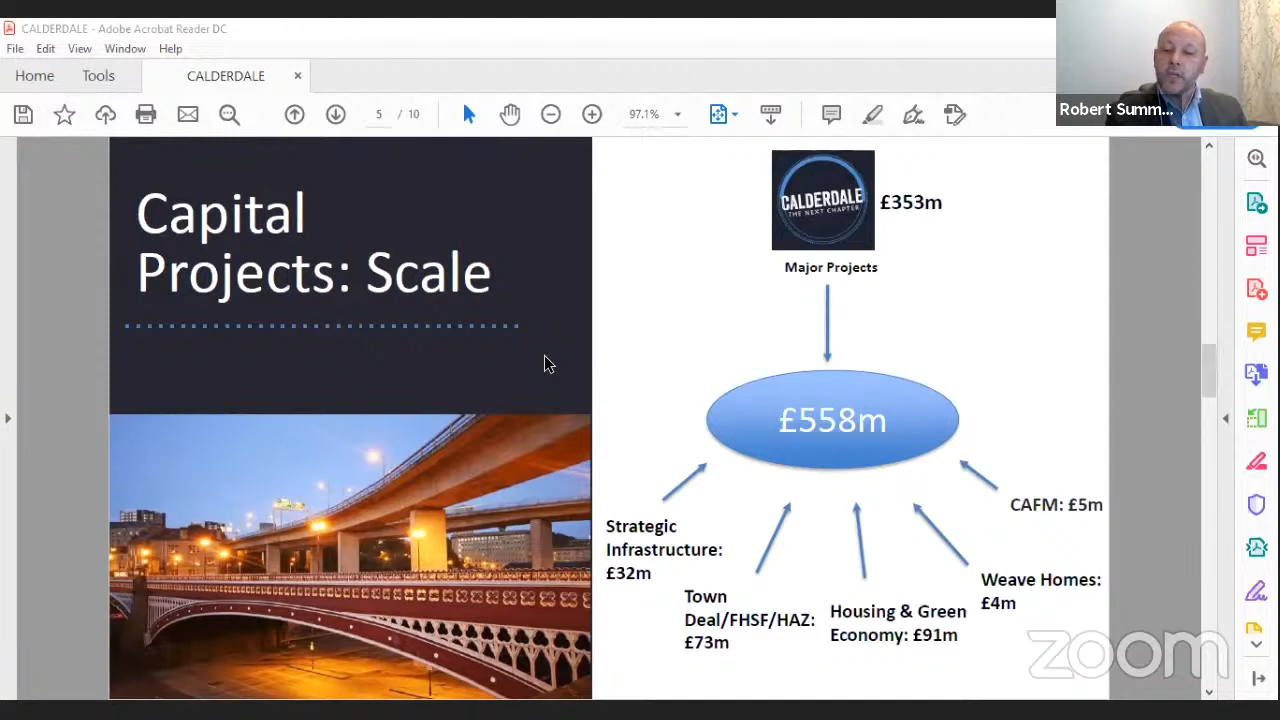 CALDERDALE - Adobe Acrobat Reader DC
File Edit View Window Help
Home Tools CALDERDALE ×
5 / 10 97.1%
Robert Summ...
Capital
Projects: Scale
CALDERDALE
THE NEXT CHAPTER
£353m
Major Projects
£558m
Strategic
Infrastructure:
£32m
Town
Deal/FHSF/HAZ:
£73m
Housing & Green
Economy: £91m
Weave Homes:
£4m
CAFM: £5m
zoom